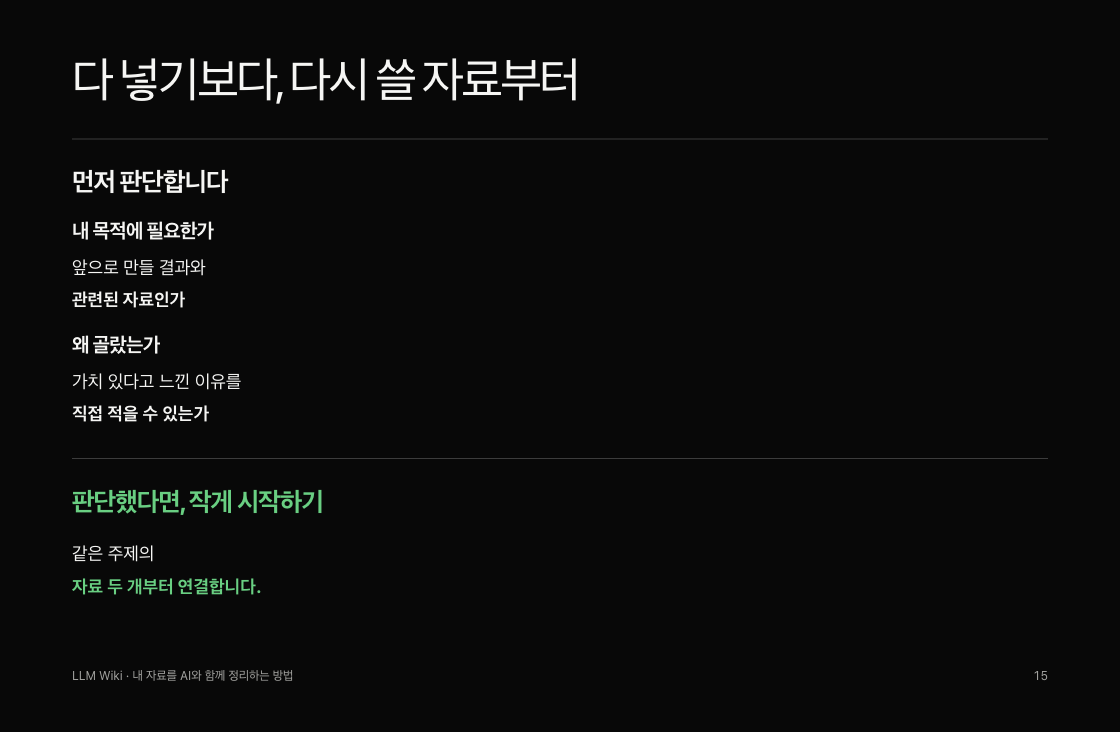 다 넣기보다, 다시 쓸 자료부터
먼저 판단합니다
내 목적에 필요한가
앞으로 만들 결과와
관련된 자료인가
왜 골랐는가
가치 있다고 느낀 이유를
직접 적을 수 있는가
판단했다면, 작게 시작하기
같은 주제의
자료 두 개부터 연결합니다.
LLM Wiki · 내 자료를 AI와 함께 정리하는 방법
15